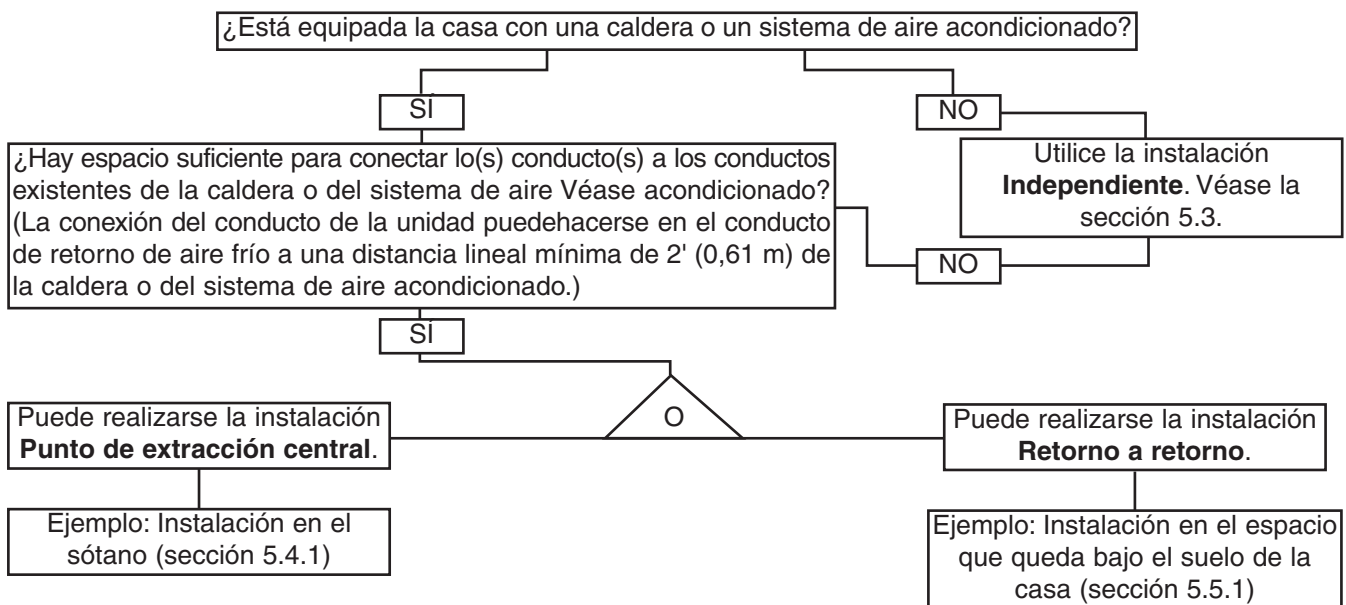 ¿Está equipada la casa con una caldera o un sistema de aire acondicionado?
SÍ
NO
¿Hay espacio suficiente para conectar lo(s) conducto(s) a los conductos
existentes de la caldera o del sistema de aire Véase acondicionado?
(La conexión del conducto de la unidad puedehacerse en el conducto
de retorno de aire frío a una distancia lineal mínima de 2' (0,61 m) de
la caldera o del sistema de aire acondicionado.)
Utilice la instalación
Independiente. Véase la
sección 5.3.
NO
SÍ
O
Puede realizarse la instalación
Punto de extracción central.
Puede realizarse la instalación
Retorno a retorno.
Ejemplo: Instalación en el
sótano (sección 5.4.1)
Ejemplo: Instalación en el espacio
que queda bajo el suelo de la
casa (sección 5.5.1)